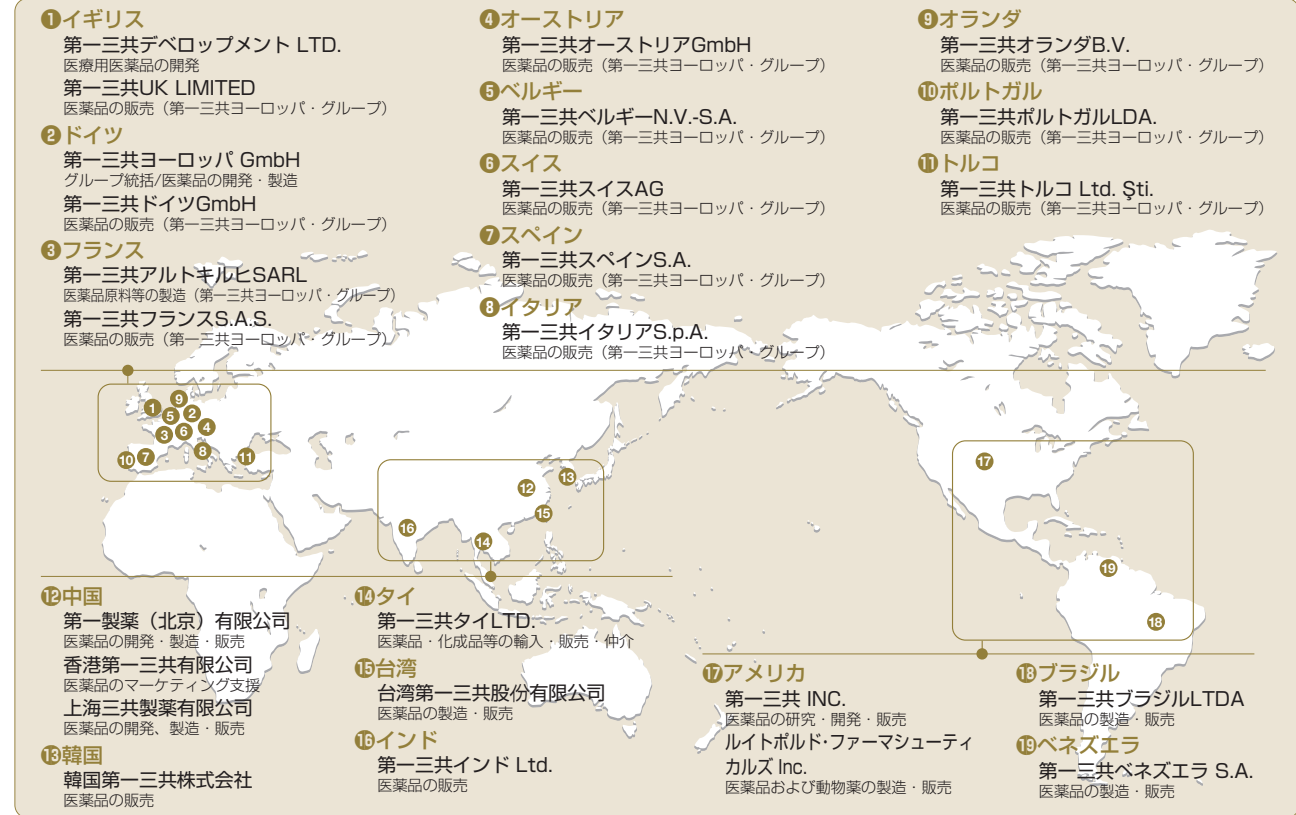 ❶イギリス
第一三共デベロップメント LTD.
医療用医薬品の開発
第一三共UK LIMITED
医薬品の販売（第一三共ヨーロッパ・グループ）
❷ドイツ
第一三共ヨーロッパ GmbH
グループ統括/医薬品の開発・製造
第一三共ドイツGmbH
医薬品の販売（第一三共ヨーロッパ・グループ）
❸フランス
第一三共アルトキルヒSARL
医薬品原料等の製造（第一三共ヨーロッパ・グループ）
第一三共フランスS.A.S.
医薬品の販売（第一三共ヨーロッパ・グループ）
❹オーストリア
第一三共オーストリアGmbH
医薬品の販売（第一三共ヨーロッパ・グループ）
❺ベルギー
第一三共ベルギーN.V.-S.A.
医薬品の販売（第一三共ヨーロッパ・グループ）
❻スイス
第一三共スイスAG
医薬品の販売（第一三共ヨーロッパ・グループ）
❼スペイン
第一三共スペインS.A.
医薬品の販売（第一三共ヨーロッパ・グループ）
❽イタリア
第一三共イタリアS.p.A.
医薬品の販売（第一三共ヨーロッパ・グループ）
❾オランダ
第一三共オランダB.V.
医薬品の販売（第一三共ヨーロッパ・グループ）
❿ポルトガル
第一三共ポルトガルLDA.
医薬品の販売（第一三共ヨーロッパ・グループ）
⓫トルコ
第一三共トルコ Ltd. Şti.
医薬品の販売（第一三共ヨーロッパ・グループ）
❾
❶
❺
❷
❸
❻
❹
❿
❼
❽
⓫
⓬
⓭
⓯
⓰
⓮
⓱
⓳
⓲
⓬中国
第一製薬（北京）有限公司
医薬品の開発・製造・販売
香港第一三共有限公司
医薬品のマーケティング支援
上海三共製薬有限公司
医薬品の開発、製造・販売
⓭韓国
韓国第一三共株式会社
医薬品の販売
⓮タイ
第一三共タイLTD.
医薬品・化成品等の輸入・販売・仲介
⓯台湾
台湾第一三共股份有限公司
医薬品の製造・販売
⓰インド
第一三共インド Ltd.
医薬品の販売
⓱アメリカ
第一三共 INC.
医薬品の研究・開発・販売
ルイトポルド・ファーマシューティ
カルズ Inc.
医薬品および動物薬の製造・販売
⓲ブラジル
第一三共ブラジルLTDA
医薬品の製造・販売
⓳ベネズエラ
第一三共ベネズエラ S.A.
医薬品の製造・販売